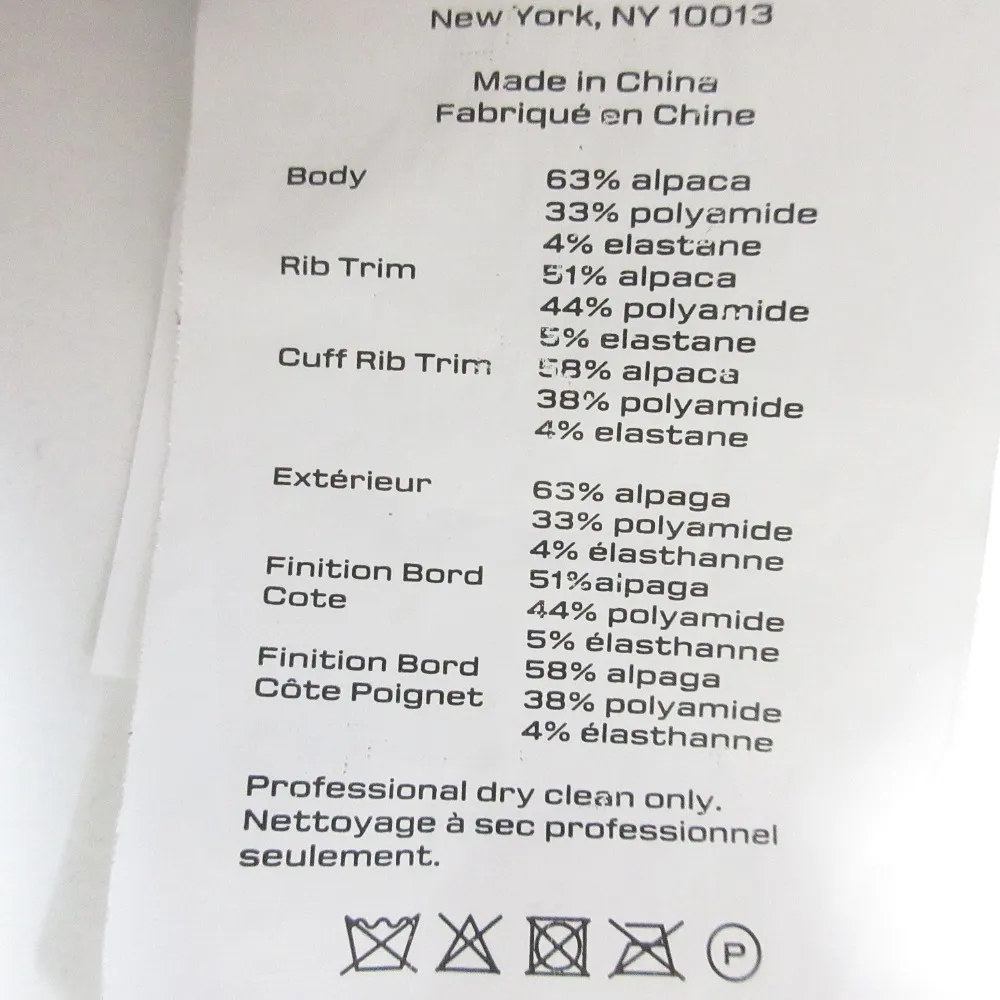 New York, NY 10013
Made in China
Fabriqué en Chine
Body 63% alpaca
33% polyamide
4% elastane
Rib Trim 51% alpaca
44% polyamide
5% elastane
Cuff Rib Trim 58% alpaca
38% polyamide
4% elastane
Extérieur 63% alpaga
33% polyamide
4% élasthanne
Finition Bord 51%alpaga
Cote 44% polyamide
5% élasthanne
Finition Bord 58% alpaga
Côte Poignet 38% polyamide
4% élasthanne
Professional dry clean only.
Nettoyage à sec professionnel
seulement.
P